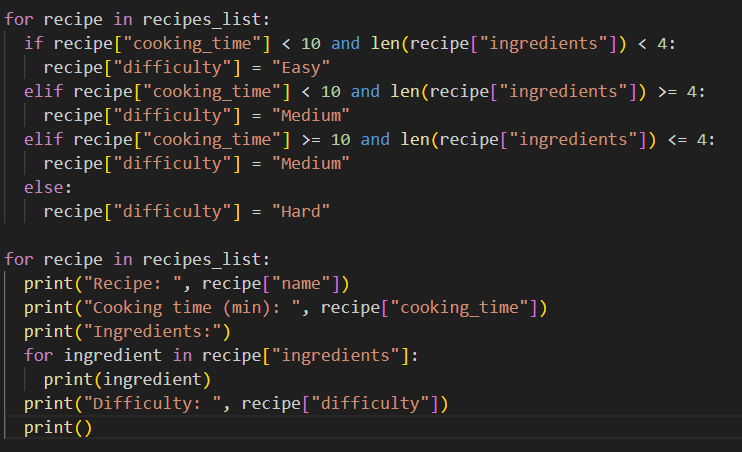 for recipe in recipes_list:
  if recipe["cooking_time"] < 10 and len(recipe["ingredients"]) < 4:
    recipe["difficulty"] = "Easy"
  elif recipe["cooking_time"] < 10 and len(recipe["ingredients"]) >= 4:
    recipe["difficulty"] = "Medium"
  elif recipe["cooking_time"] >= 10 and len(recipe["ingredients"]) <= 4:
    recipe["difficulty"] = "Medium"
  else:
    recipe["difficulty"] = "Hard"

for recipe in recipes_list:
  print("Recipe: ", recipe["name"])
  print("Cooking time (min): ", recipe["cooking_time"])
  print("Ingredients:")
  for ingredient in recipe["ingredients"]:
    print(ingredient)
  print("Difficulty: ", recipe["difficulty"])
  print()